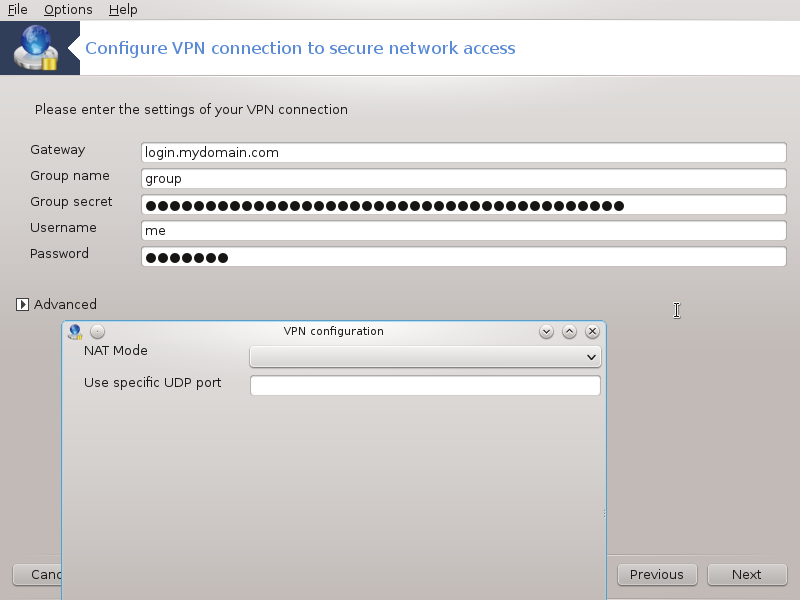 File Options Help
Configure VPN connection to secure network access
Please enter the settings of your VPN connection
Gateway login.mydomain.com
Group name group
Group secret ●●●●●●●●●●●●●●●●●●●●●●●●●●●●●●●●●●●●●●●●
Username me
Password ●●●●●●●
Advanced
VPN configuration
NAT Mode
Use specific UDP port
Canc Previous Next